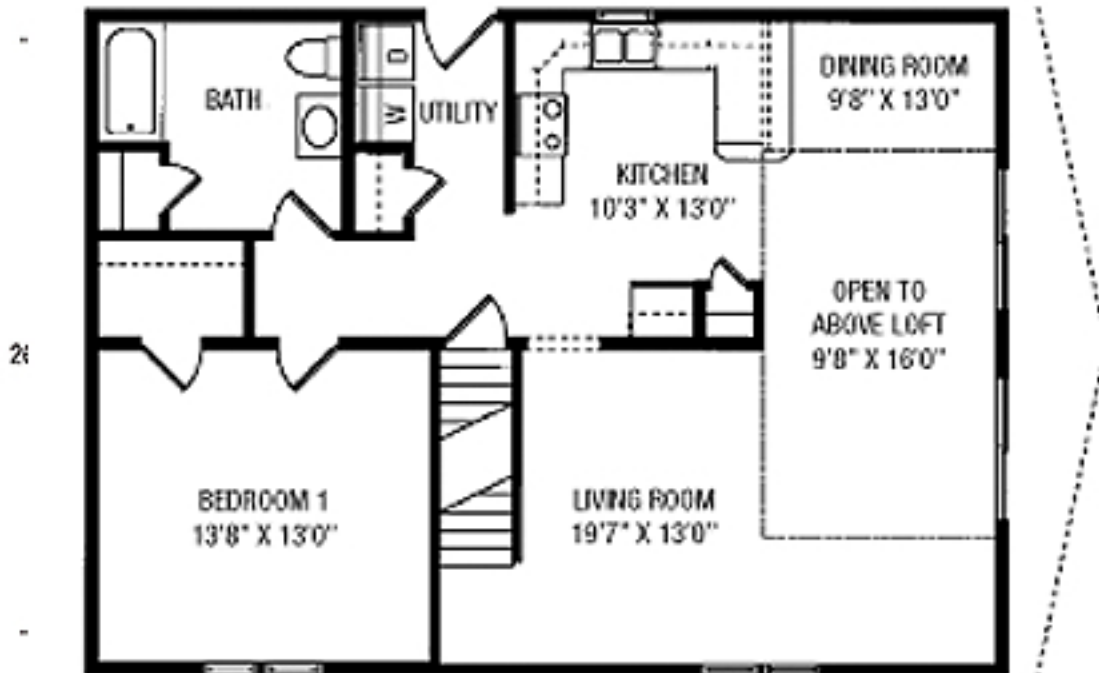 BATH
D
W
UTILITY
KITCHEN
10'3" X 13'0"
DINING ROOM
9'8" X 13'0"
OPEN TO
ABOVE LOFT
9'8" X 16'0"
BEDROOM 1
13'8" X 13'0"
LIVING ROOM
19'7" X 13'0"